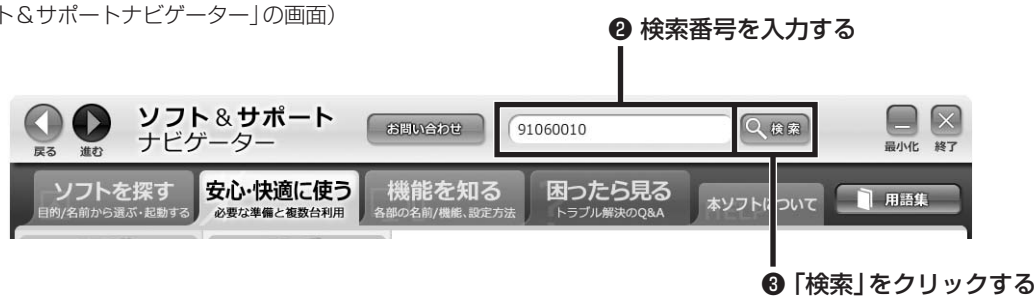 ト&サポートナビゲーター」の画面)
❷ 検索番号を入力する
戻る
進む
ソフト&サポート
ナビゲーター
お問い合わせ
91060010
検索
最小化
終了
ソフトを探す
目的/名前から選ぶ・起動する
安心・快適に使う
必要な準備と複数台利用
機能を知る
各部の名前/機能、設定方法
困ったら見る
トラブル解決のQ&A
本ソフトについて
用語集
❸「検索」をクリックする